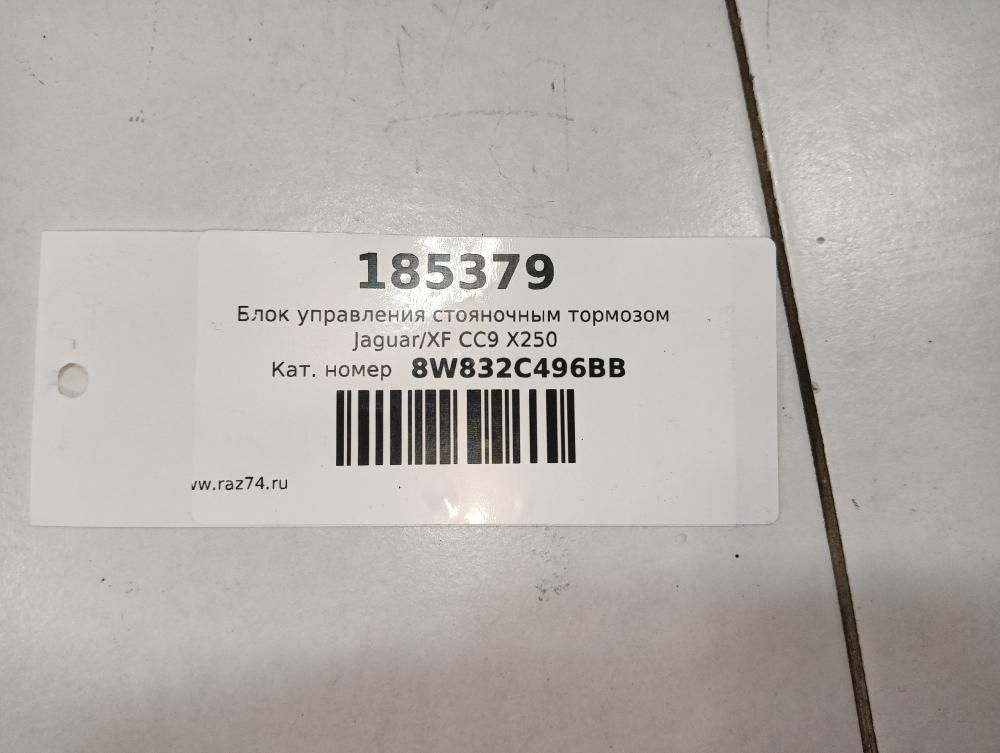 185379
Блок управления стояночным тормозом
Jaguar/XF CC9 X250
Кат. номер 8W832C496BB
w.raz74.ru